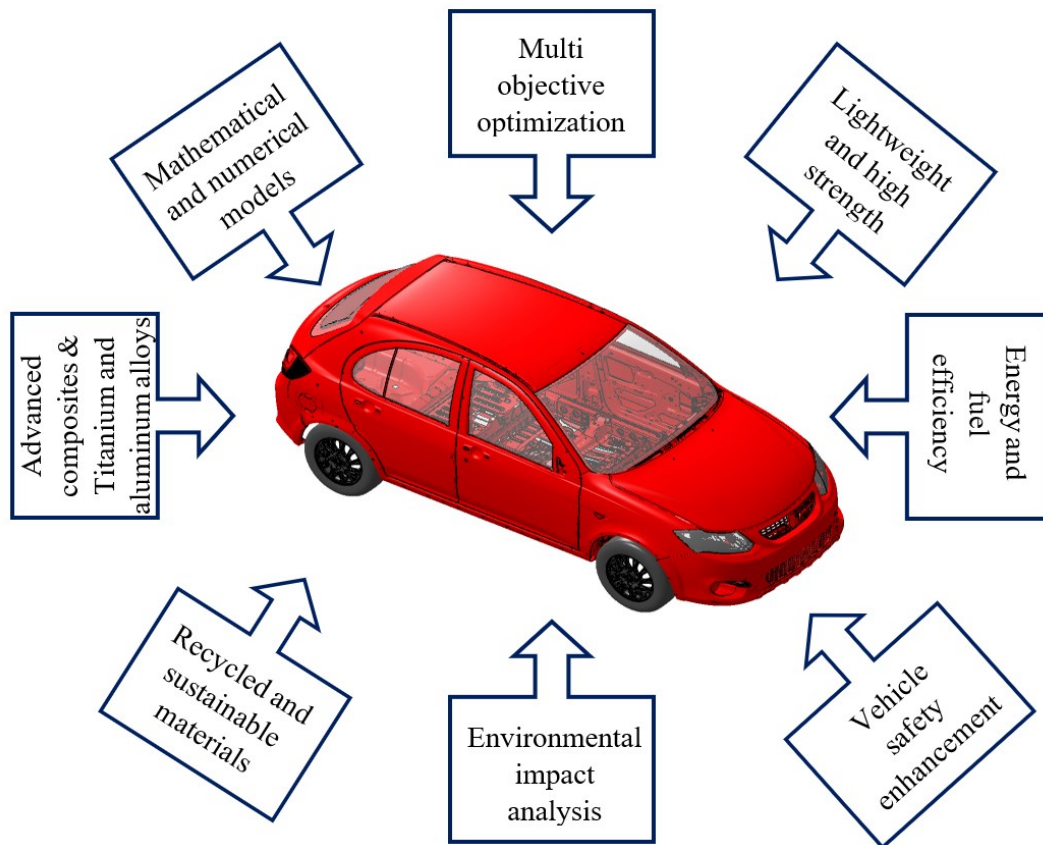 Multi
objective
optimization
Mathematical
and numerical
models
Lightweight
and high
strength
Advanced
composites &
Titanium and
aluminum alloys
Energy and
fuel
efficiency
Recycled and
sustainable
materials
Environmental
impact
analysis
Vehicle
safety
enhancement